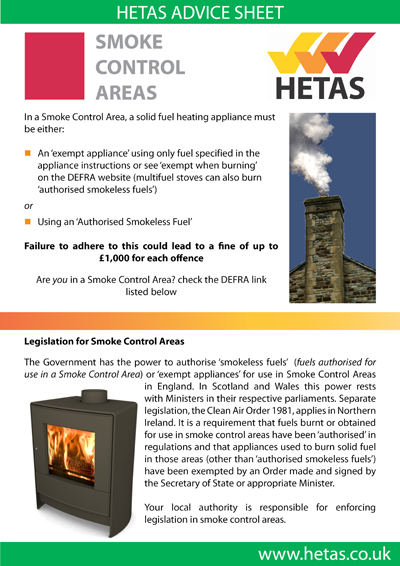 HETAS ADVICE SHEET
SMOKE
CONTROL
AREAS
HETAS
In a Smoke Control Area, a solid fuel heating appliance must
be either:
An ‘exempt appliance’ using only fuel specified in the
appliance instructions or see ‘exempt when burning’
on the DEFRA website (multifuel stoves can also burn
‘authorised smokeless fuels’)
or
Using an ‘Authorised Smokeless Fuel’
Failure to adhere to this could lead to a fine of up to
£1,000 for each offence
Are you in a Smoke Control Area? check the DEFRA link
listed below
Legislation for Smoke Control Areas
The Government has the power to authorise ‘smokeless fuels’ (fuels authorised for
use in a Smoke Control Area) or ‘exempt appliances’ for use in Smoke Control Areas
in England. In Scotland and Wales this power rests
with Ministers in their respective parliaments. Separate
legislation, the Clean Air Order 1981, applies in Northern
Ireland. It is a requirement that fuels burnt or obtained
for use in smoke control areas have been ‘authorised’ in
regulations and that appliances used to burn solid fuel
in those areas (other than ‘authorised smokeless fuels’)
have been exempted by an Order made and signed by
the Secretary of State or appropriate Minister.
Your local authority is responsible for enforcing
legislation in smoke control areas.
www.hetas.co.uk